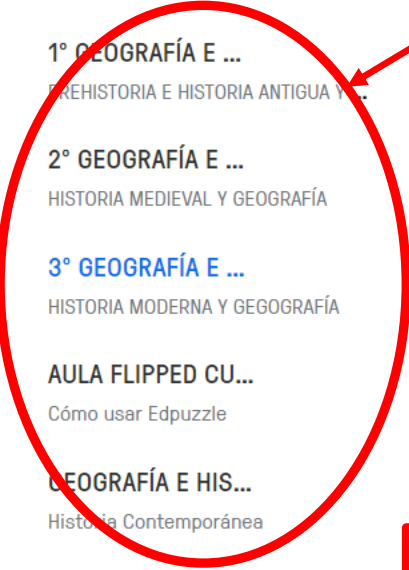 1° GEOGRAFÍA E ...
PREHISTORIA E HISTORIA ANTIGUA Y ...
2° GEOGRAFÍA E ...
HISTORIA MEDIEVAL Y GEOGRAFÍA
3° GEOGRAFÍA E ...
HISTORIA MODERNA Y GEGOGRAFÍA
AULA FLIPPED CU...
Cómo usar Edpuzzle
GEOGRAFÍA E HIS...
Historia Contemporánea